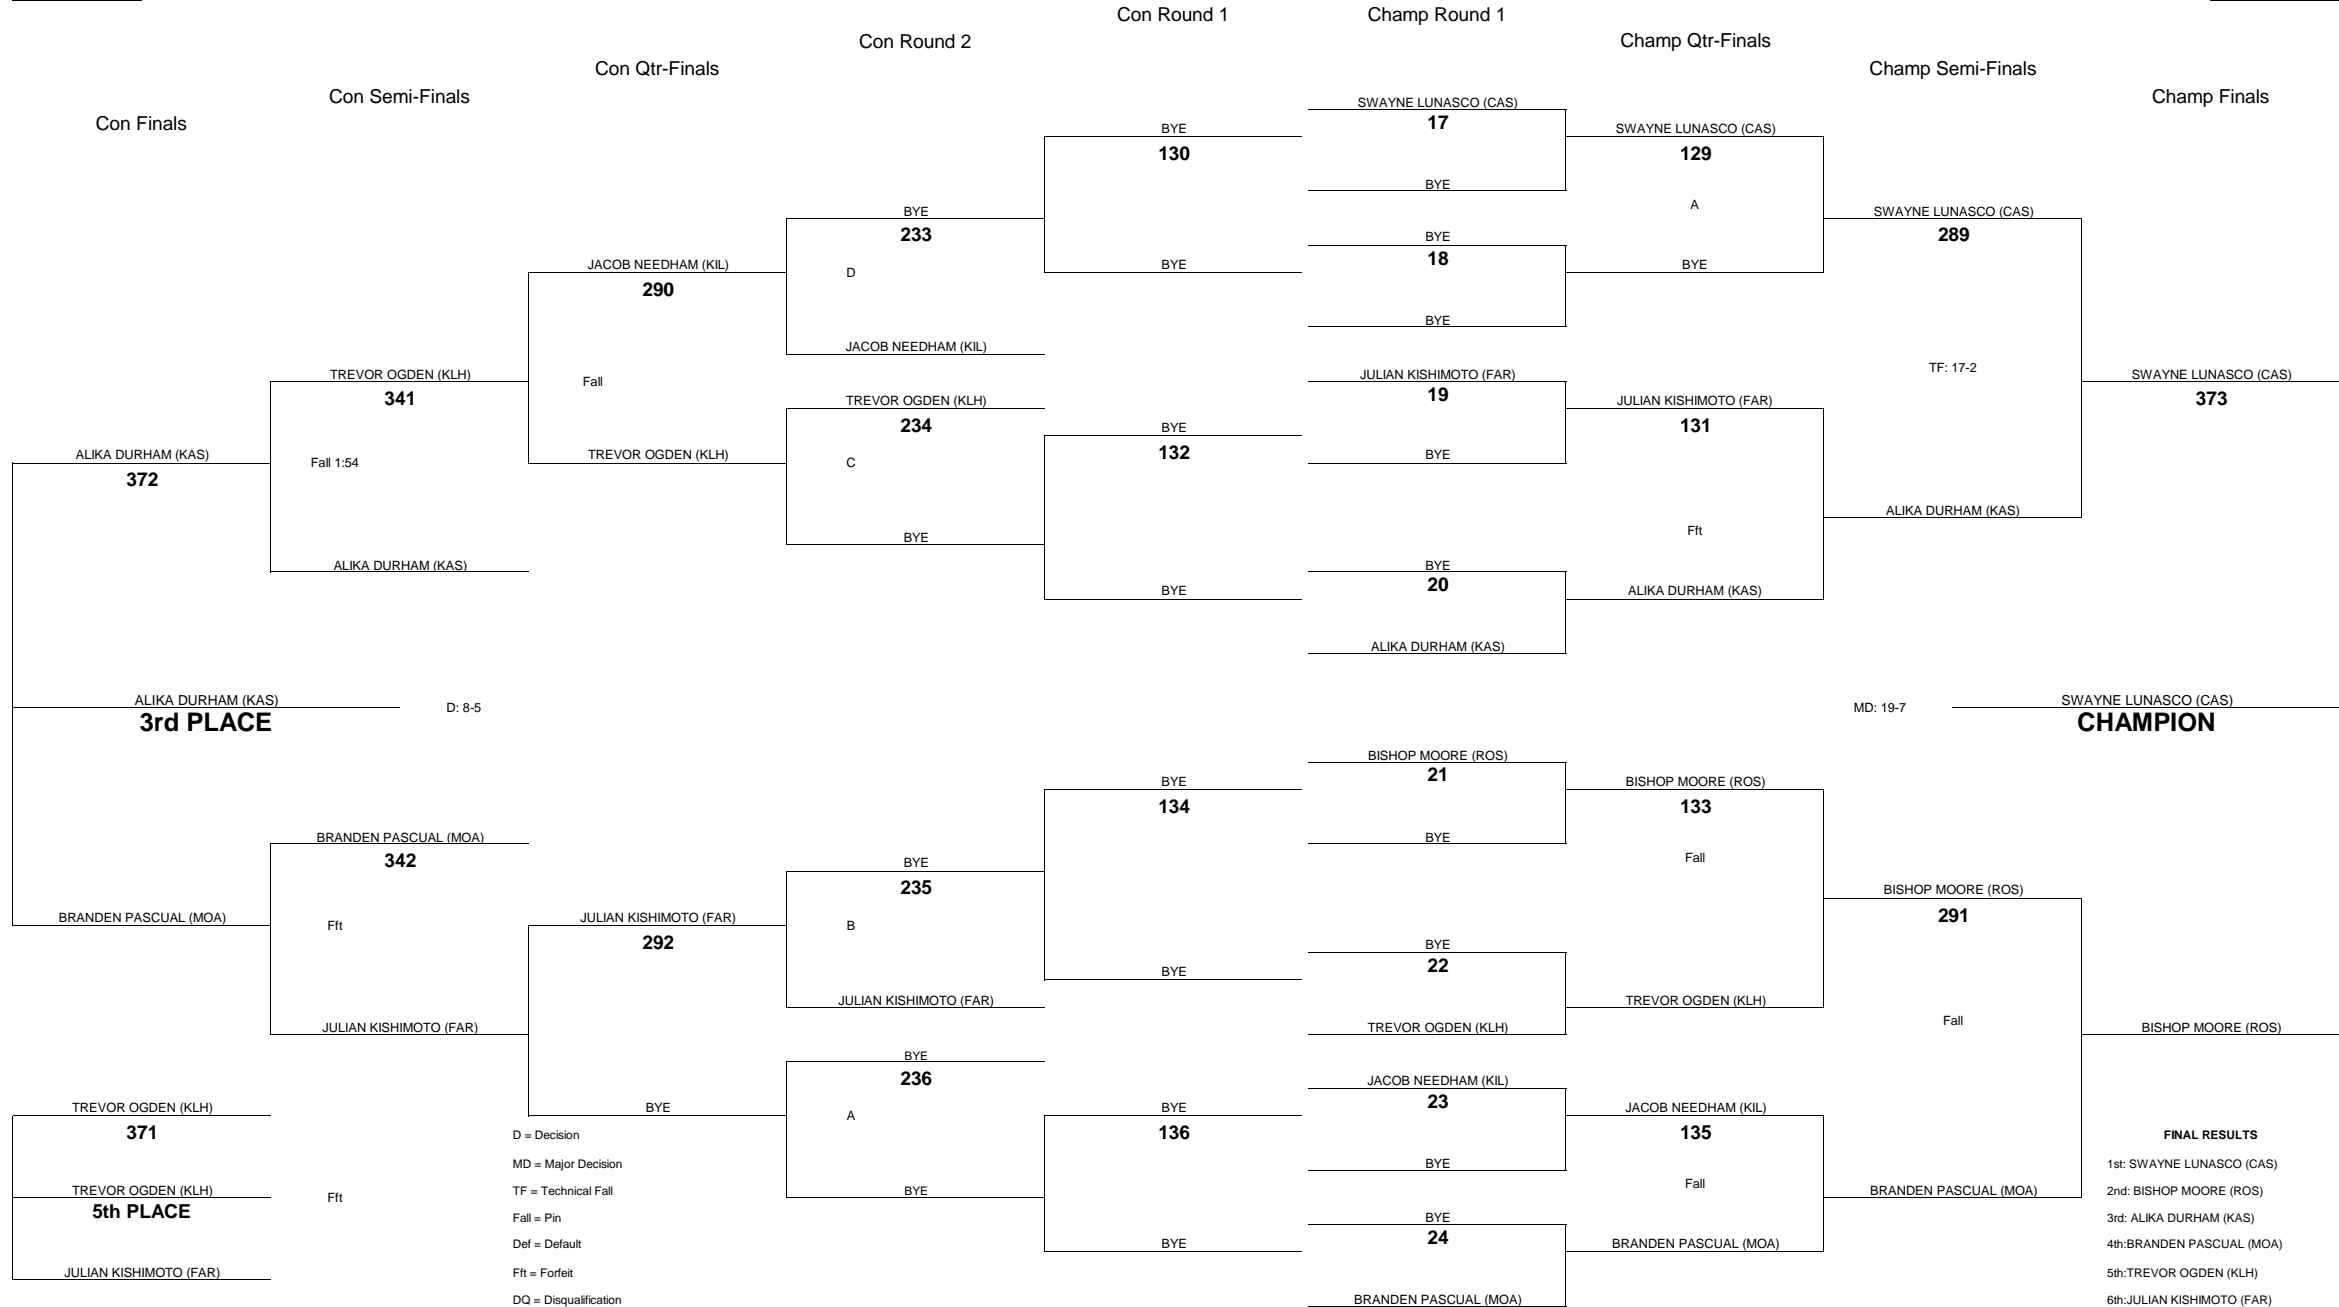 Con Round 1
Champ Round 1
Con Round 2
Champ Qtr-Finals
Con Qtr-Finals
Champ Semi-Finals
Con Semi-Finals
Champ Finals
Con Finals
SWAYNE LUNASCO (CAS)
17
BYE
130
SWAYNE LUNASCO (CAS)
129
BYE
A
BYE
233
SWAYNE LUNASCO (CAS)
289
BYE
18
JACOB NEEDHAM (KIL)
290
D
BYE
BYE
BYE
JACOB NEEDHAM (KIL)
TF: 17-2
TREVOR OGDEN (KLH)
341
Fall
JULIAN KISHIMOTO (FAR)
19
SWAYNE LUNASCO (CAS)
373
TREVOR OGDEN (KLH)
234
JULIAN KISHIMOTO (FAR)
131
BYE
132
ALIKA DURHAM (KAS)
372
Fall 1:54
TREVOR OGDEN (KLH)
C
BYE
ALIKA DURHAM (KAS)
Fft
BYE
ALIKA DURHAM (KAS)
BYE
20
BYE
ALIKA DURHAM (KAS)
ALIKA DURHAM (KAS)
ALIKA DURHAM (KAS)
3rd PLACE
D: 8-5
MD: 19-7
SWAYNE LUNASCO (CAS)
CHAMPION
BISHOP MOORE (ROS)
21
BYE
134
BISHOP MOORE (ROS)
133
BRANDEN PASCUAL (MOA)
342
BYE
Fall
BYE
235
BISHOP MOORE (ROS)
291
BRANDEN PASCUAL (MOA)
Fft
JULIAN KISHIMOTO (FAR)
292
B
BYE
22
BYE
JULIAN KISHIMOTO (FAR)
TREVOR OGDEN (KLH)
JULIAN KISHIMOTO (FAR)
TREVOR OGDEN (KLH)
Fall
BISHOP MOORE (ROS)
BYE
236
JACOB NEEDHAM (KIL)
23
TREVOR OGDEN (KLH)
371
BYE
A
BYE
136
JACOB NEEDHAM (KIL)
135
D = Decision
FINAL RESULTS
MD = Major Decision
BYE
1st: SWAYNE LUNASCO (CAS)
Fall
TREVOR OGDEN (KLH)
5th PLACE
Fft
TF = Technical Fall
BYE
BRANDEN PASCUAL (MOA)
2nd: BISHOP MOORE (ROS)
Fall = Pin
BYE
24
3rd: ALIKA DURHAM (KAS)
Def = Default
BYE
BRANDEN PASCUAL (MOA)
4th:BRANDEN PASCUAL (MOA)
JULIAN KISHIMOTO (FAR)
Fft = Forfeit
5th:TREVOR OGDEN (KLH)
DQ = Disqualification
BRANDEN PASCUAL (MOA)
6th:JULIAN KISHIMOTO (FAR)